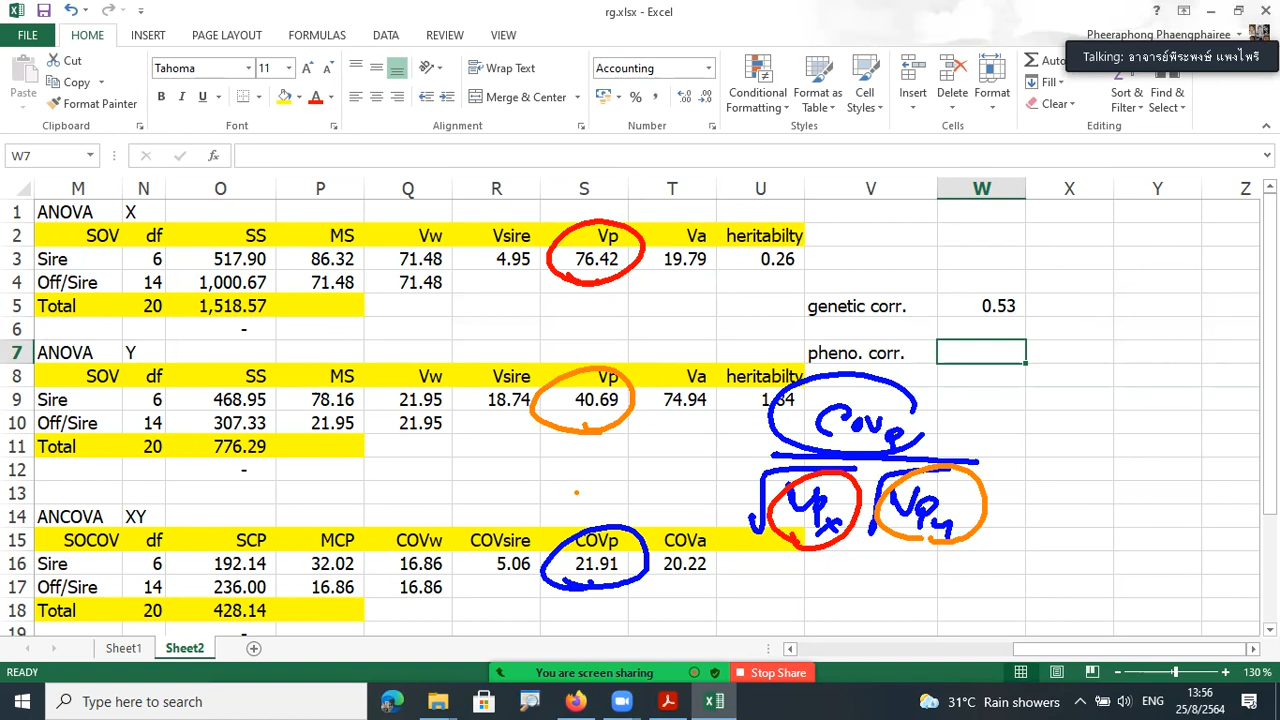 rg.xlsx - Excel
FILE HOME INSERT PAGE LAYOUT FORMULAS DATA REVIEW VIEW
Pheeraphong Phaengphairee
Talking: อาจารย์พีระพงษ์ แพงไพรี
Paste Cut Copy Format Painter
Tahoma 11
B I U A
Wrap Text
Merge & Center
Accounting
%
Conditional Formatting Format as Table Cell Styles
Insert Delete Format
Auto
Fill
Clear
Sort & Filter Find & Select
Clipboard Font Alignment Number Styles Cells Editing
W7 fx
M N O P Q R S T U V W X Y Z
1 ANOVA X
2 SOV df SS MS Vw Vsire Vp Va heritabilty
3 Sire 6 517.90 86.32 71.48 4.95 76.42 19.79 0.26
4 Off/Sire 14 1,000.67 71.48 71.48
5 Total 20 1,518.57 genetic corr. 0.53
6 -
7 ANOVA Y pheno. corr.
8 SOV df SS MS Vw Vsire Vp Va heritabilty
9 Sire 6 468.95 78.16 21.95 18.74 40.69 74.94
10 Off/Sire 14 307.33 21.95 21.95
Covp
11 Total 20 776.29
12 -
13
√Vpx √Vpy
14 ANCOVA XY
15 SOCOV df SCP MCP COVw COVsire COVp COVa
16 Sire 6 192.14 32.02 16.86 5.06 21.91 20.22
17 Off/Sire 14 236.00 16.86 16.86
18 Total 20 428.14
19 -
Sheet1 Sheet2
READY
You are screen sharing Stop Share
130 %
Type here to search
31°C Rain showers
ENG
13:56
25/8/2564